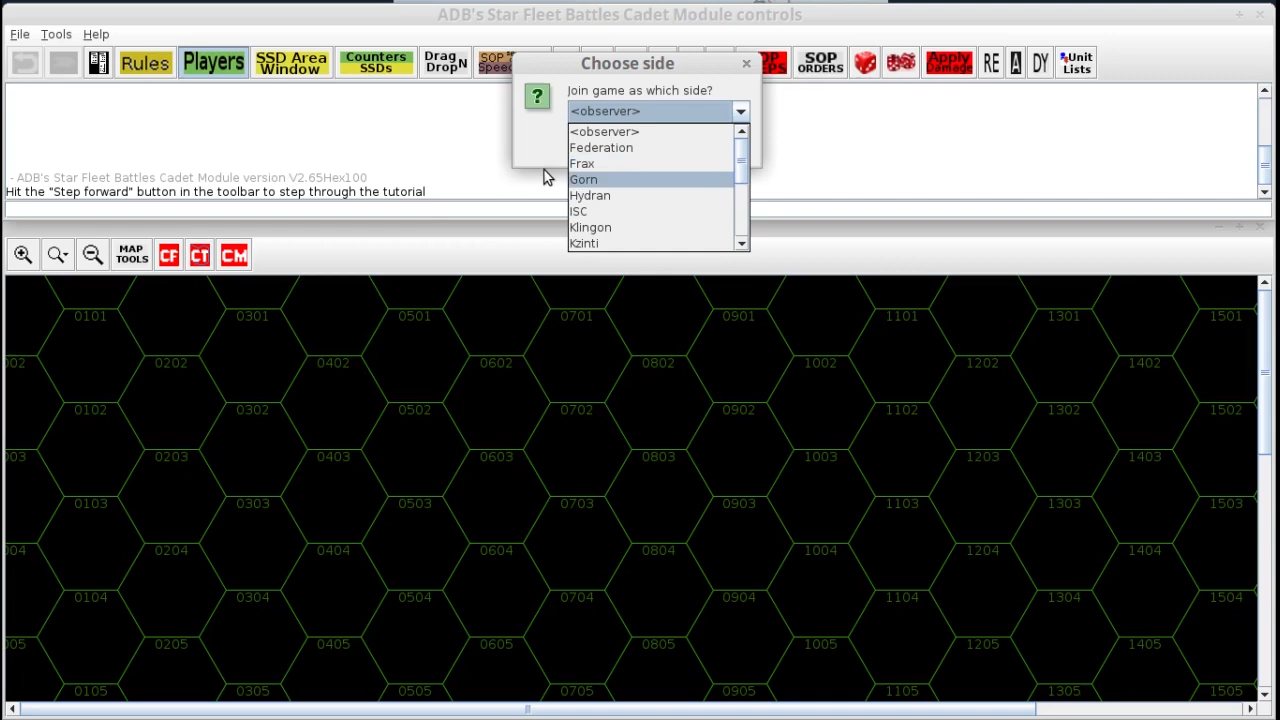 ADB's Star Fleet Battles Cadet Module controls
File Tools Help
Rules Players SSD Area Window Counters SSDs Drag DropN SOP ORDERS Apply Damage RE A DY Unit Lists
Choose side
Join game as which side?
<observer>
<observer>
Federation
Frax
Gorn
Hydran
ISC
Klingon
Kzinti
- ADB's Star Fleet Battles Cadet Module version V2.65Hex100
Hit the "Step forward" button in the toolbar to step through the tutorial
MAP TOOLS CF CT CM
0101 0301 0501 0701 0901 1101 1301 1501
002 0202 0402 0602 0802 1002 1202 1402
0102 0302 0502 0702 0902 1102 1302 1502
003 0203 0403 0603 0803 1003 1203 1403
0103 0303 0503 0703 0903 1103 1303 1503
004 0204 0404 0604 0804 1004 1204 1404
0104 0304 0504 0704 0904 1104 1304 1504
005 0205 0405 0605 0805 1005 1205 1405
0105 0305 0505 0705 0905 1105 1305 1505